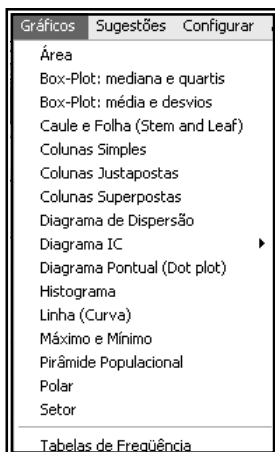 Gráficos Sugestões Configurar
Área
Box-Plot: mediana e quartis
Box-Plot: média e desvios
Caule e Folha (Stem and Leaf)
Colunas Simples
Colunas Justapostas
Colunas Superpostas
Diagrama de Dispersão
Diagrama IC
Diagrama Pontual (Dot plot)
Histograma
Linha (Curva)
Máximo e Mínimo
Pirâmide Populacional
Polar
Setor
Tabelas de Freqüência